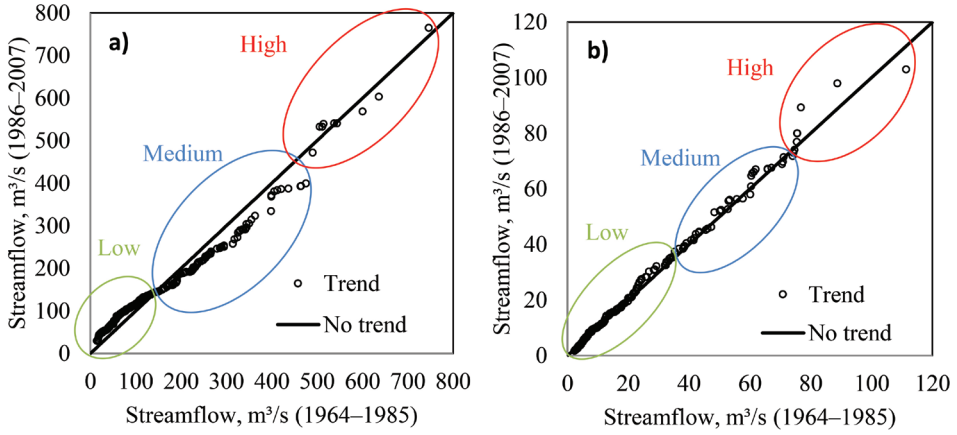 a)
High
Medium
Low
Trend
No trend
800
700
600
500
400
300
200
100
0
0 100 200 300 400 500 600 700 800
Streamflow, m³/s (1986–2007)
Streamflow, m³/s (1964–1985)
b)
High
Medium
Low
Trend
No trend
120
100
80
60
40
20
0
0 20 40 60 80 100 120
Streamflow, m³/s (1986–2007)
Streamflow, m³/s (1964–1985)